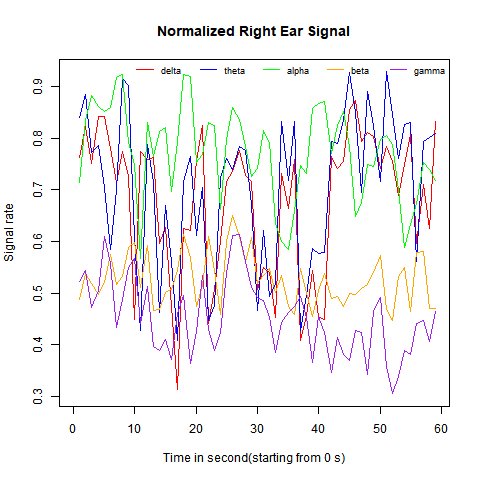 Normalized Right Ear Signal
delta theta alpha beta gamma
Signal rate
0.9
0.8
0.7
0.6
0.5
0.4
0.3
0 10 20 30 40 50 60
Time in second(starting from 0 s)